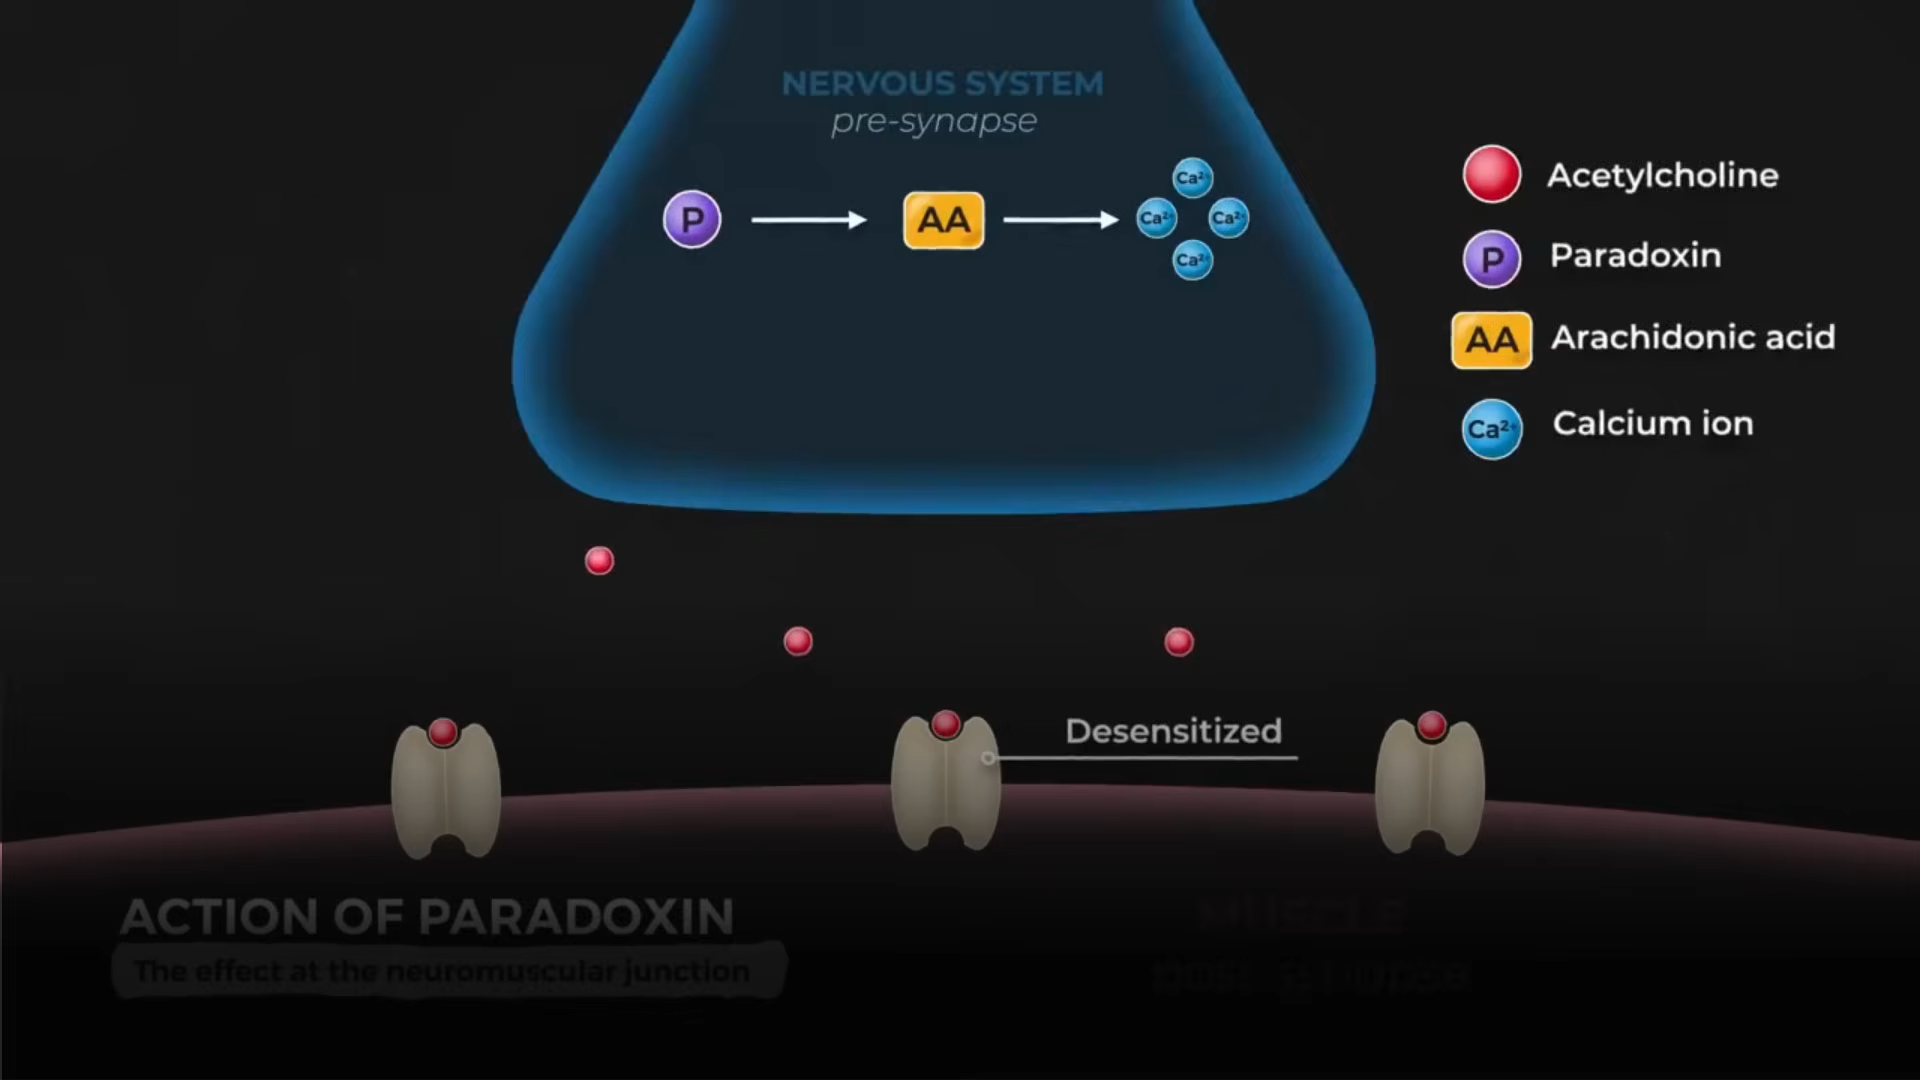 NERVOUS SYSTEM
pre-synapse
P
AA
Ca²⁺
Ca²⁺
Ca²⁺
Ca²⁺
Acetylcholine
P
Paradoxin
AA
Arachidonic acid
Ca²⁺
Calcium ion
Desensitized
ACTION OF PARADOXIN
The effect at the neuromuscular junction
MUSCLE